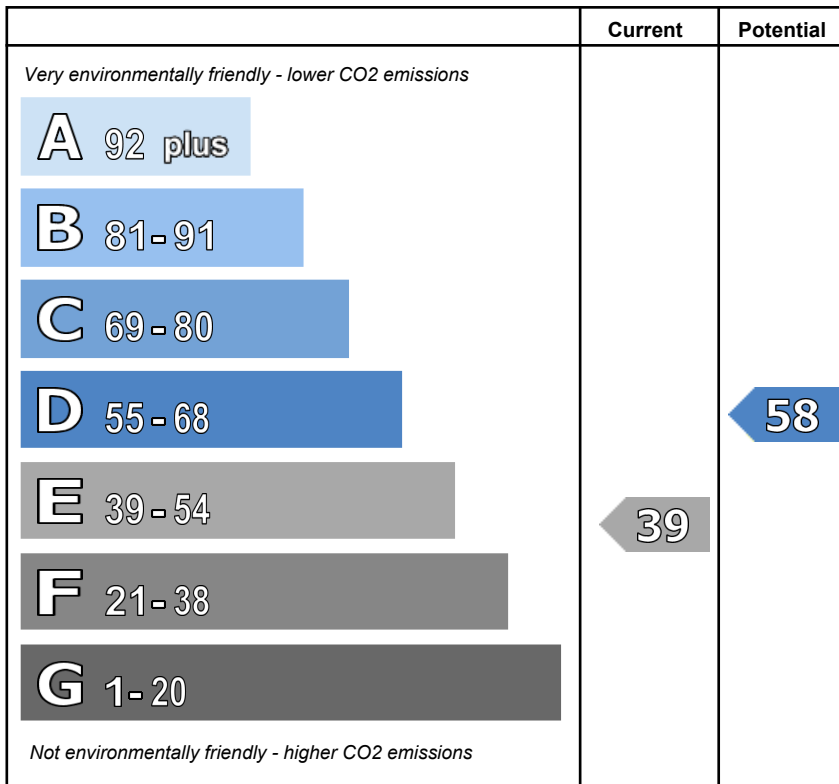 Current Potential
Very environmentally friendly - lower CO2 emissions
A 92 plus
B 81-91
C 69-80
D 55-68
58
E 39-54
39
F 21-38
G 1-20
Not environmentally friendly - higher CO2 emissions